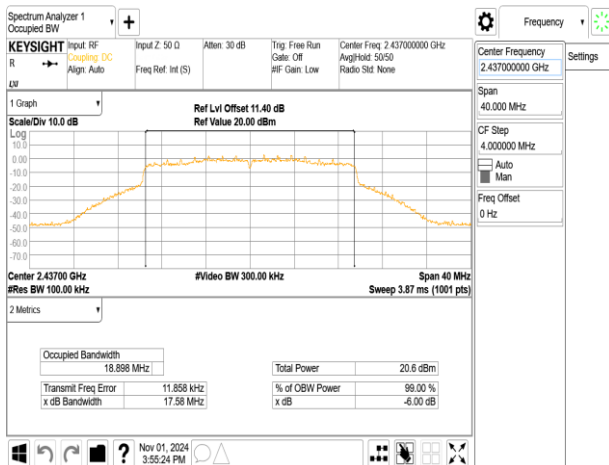 Spectrum Analyzer 1
Occupied BW
Frequency
KEYSIGHT
R
LXI
Input: RF
Coupling: DC
Align: Auto
Input Z: 50 Ω
Freq Ref: Int (S)
Atten: 30 dB
Trig: Free Run
Gate: Off
#IF Gain: Low
Center Freq: 2.437000000 GHz
Avg|Hold: 50/50
Radio Std: None
Center Frequency
2.437000000 GHz
Settings
Span
40.000 MHz
CF Step
4.000000 MHz
Auto
Man
Freq Offset
0 Hz
1 Graph
Scale/Div 10.0 dB
Ref Lvl Offset 11.40 dB
Ref Value 20.00 dBm
Log
10.0
0.00
-10.0
-20.0
-30.0
-40.0
-50.0
-60.0
-70.0
Center 2.43700 GHz
#Res BW 100.00 kHz
#Video BW 300.00 kHz
Span 40 MHz
Sweep 3.87 ms (1001 pts)
2 Metrics
Occupied Bandwidth
18.898 MHz
Transmit Freq Error 11.858 kHz
x dB Bandwidth 17.58 MHz
Total Power 20.6 dBm
% of OBW Power 99.00 %
x dB -6.00 dB
? Nov 01, 2024
3:55:24 PM